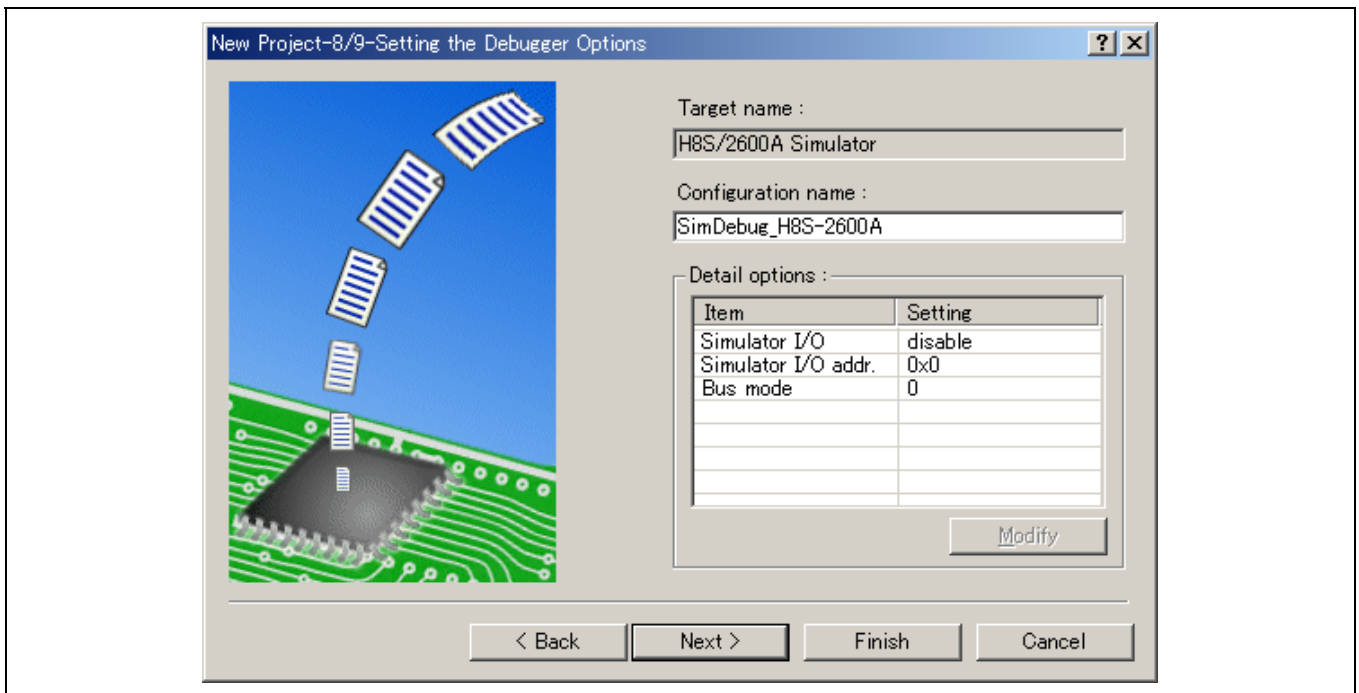 New Project-8/9-Setting the Debugger Options
Target name :
H8S/2600A Simulator
Configuration name :
SimDebug_H8S-2600A
Detail options :
Item Setting
Simulator I/O disable
Simulator I/O addr. 0x0
Bus mode 0
Modify
< Back Next > Finish Cancel